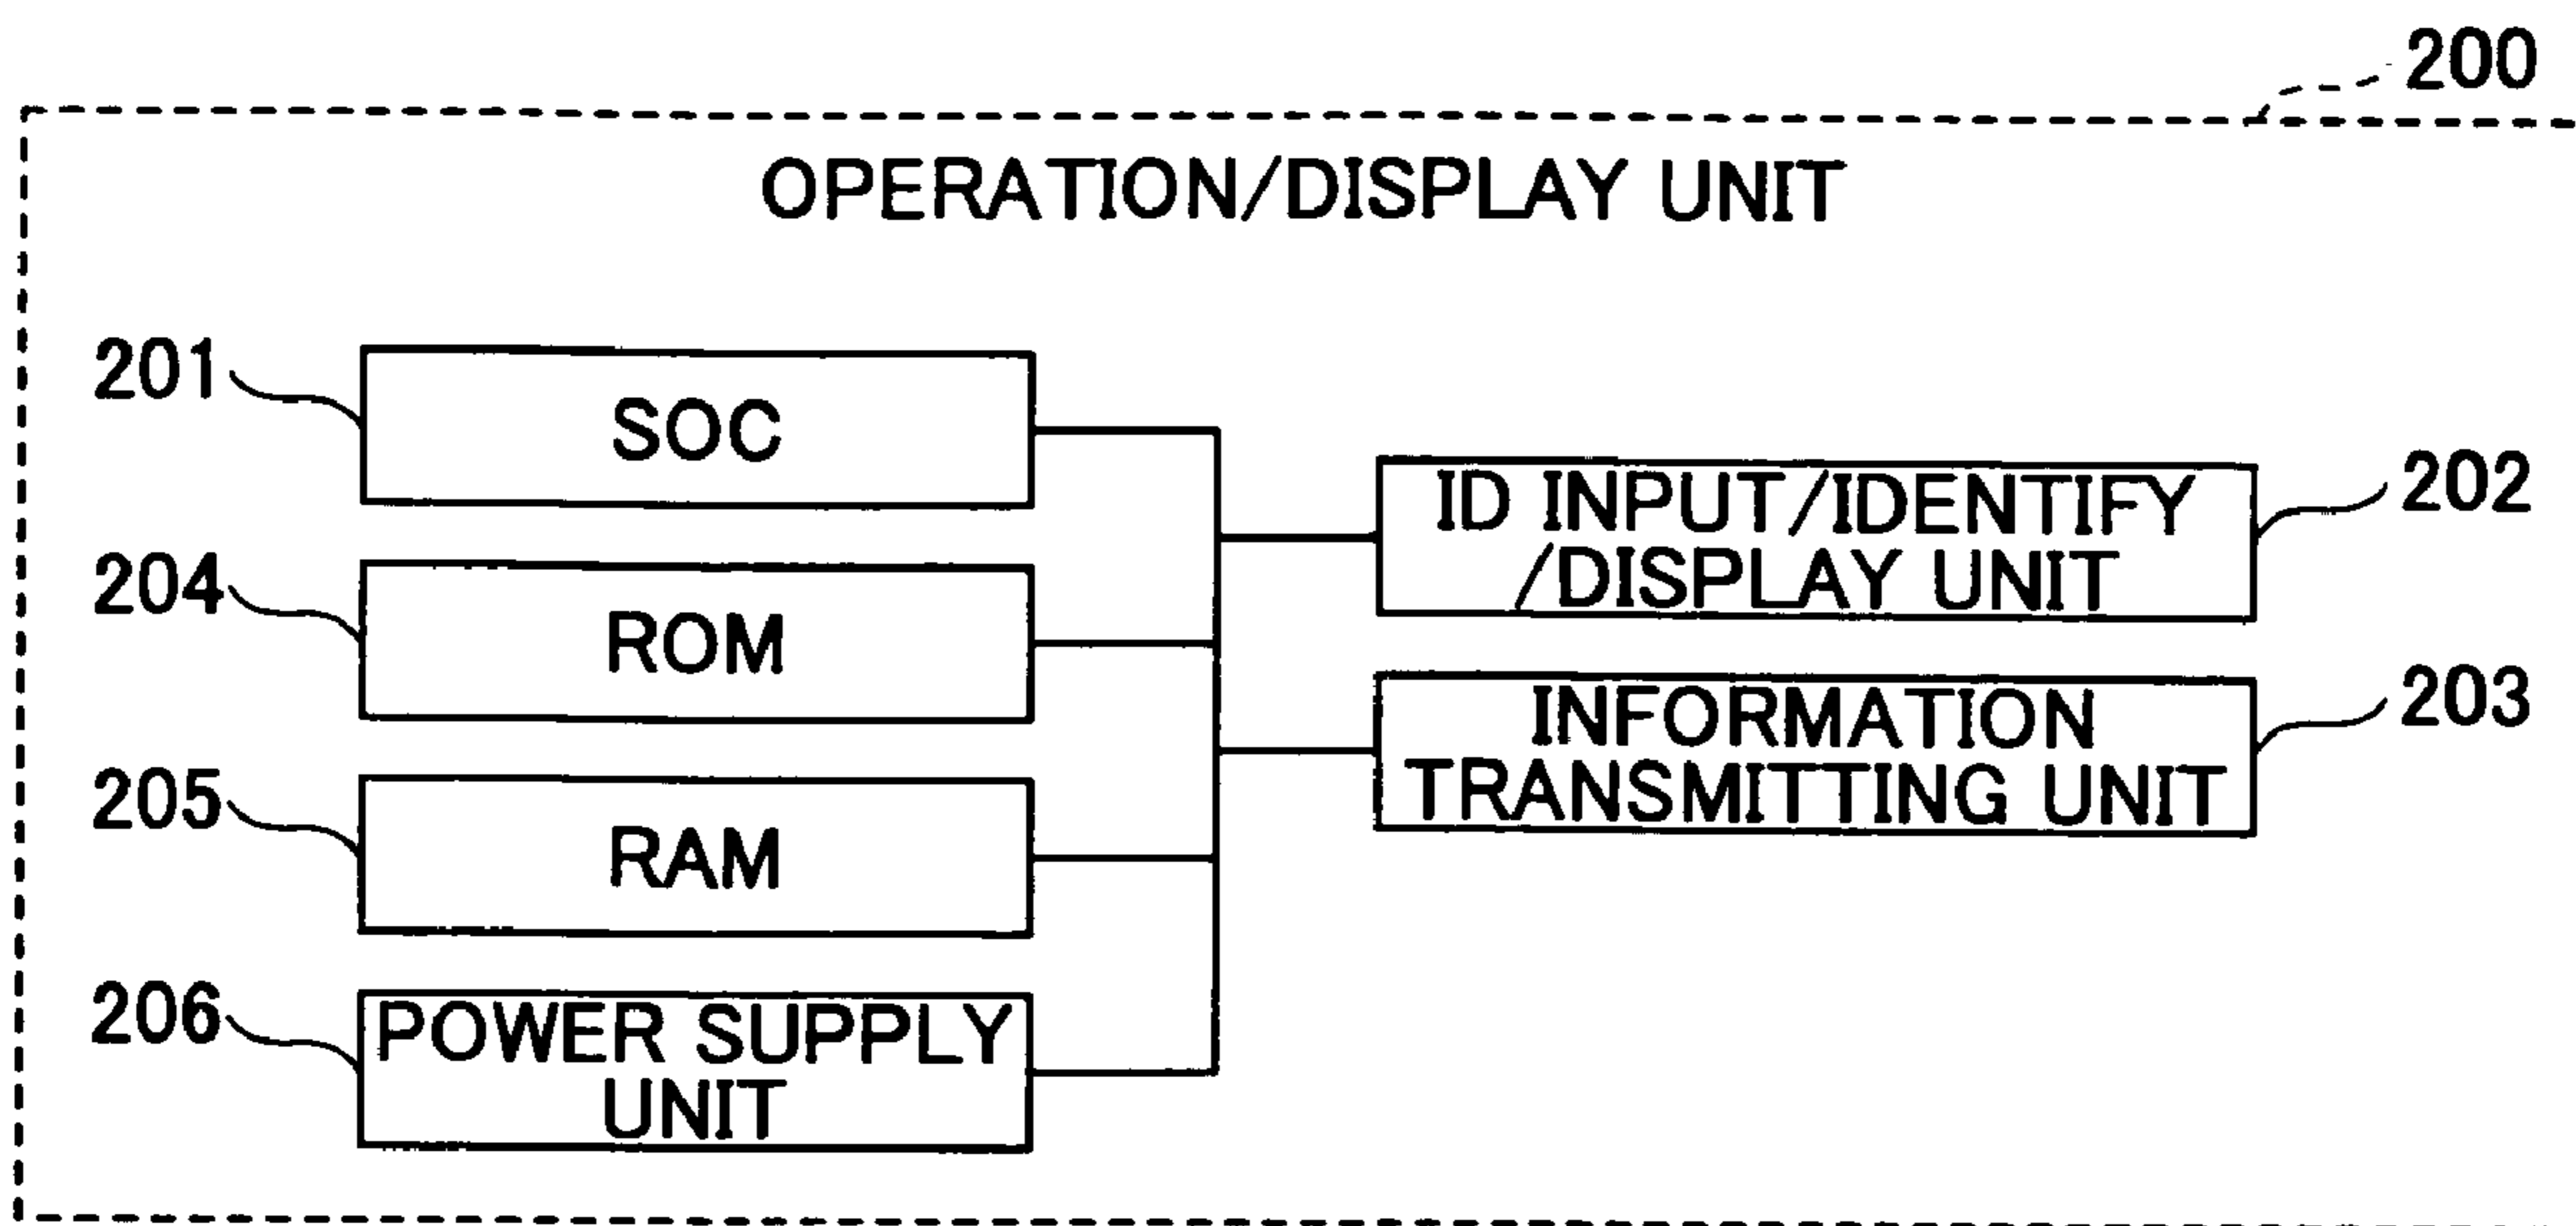 200
OPERATION/DISPLAY UNIT
201
SOC
204
ROM
205
RAM
206
POWER SUPPLY
UNIT
ID INPUT/IDENTIFY
/DISPLAY UNIT
202
INFORMATION
TRANSMITTING UNIT
203